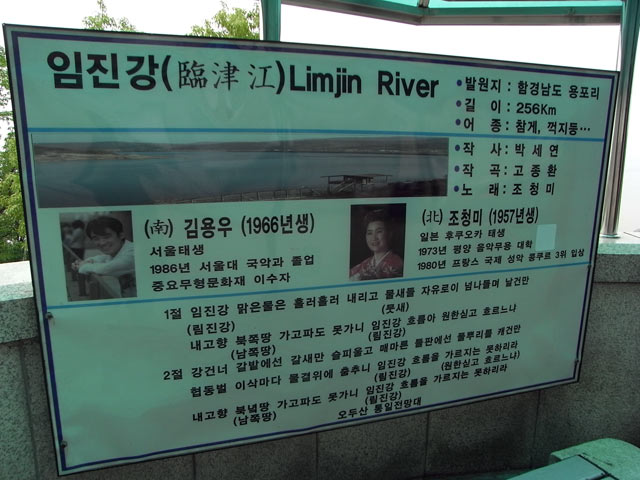 임진강(臨津江)Limjin River
• 발원지 : 함경남도 용포리
• 길 이 : 256Km
• 어 종 : 참게, 꺽지등...
• 작 사 : 박세연
• 작 곡 : 고종환
• 노 래 : 조청미
(南) 김용우 (1966년생)
서울태생
1986년 서울대 국악과 졸업
중요무형문화재 이수자
(北) 조청미 (1957년생)
일본 후쿠오카 태생
1973년 평양 음악무용 대학
1980년 프랑스 국제 성악 콩쿠르 3위 입상
1절 임진강 맑은물은 흘러흘러 내리고 물새들 자유로이 넘나들며 날건만
(림진강) (뭇새)
내고향 북쪽땅 가고파도 못가니 임진강 흐름아 원한싣고 흐르느냐
(남쪽땅) (림진강)
2절 강건너 갈밭에선 갈새만 슬피울고 매마른 들판에선 풀뿌리를 캐건만
협동벌 이삭마다 물결위에 춤추니 임진강 흐름을 가르지는 못하리라
(림진강) (원한싣고 흐르느냐)
내고향 북녘땅 가고파도 못가니 임진강 흐름을 가르지는 못하리라
(남쪽땅) (림진강)
오두산 통일전망대